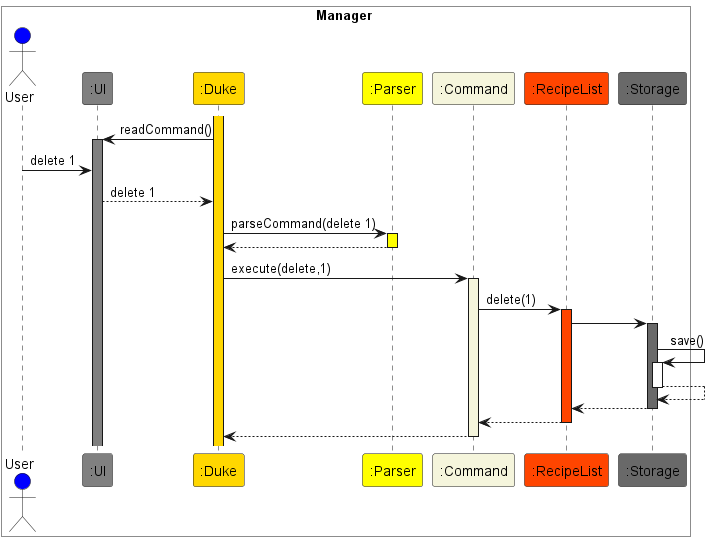 Manager
User
:UI
:Duke
:Parser
:Command
:RecipeList
:Storage
readCommand()
delete 1
delete 1
parseCommand(delete 1)
execute(delete,1)
delete(1)
save()
User
:UI
:Duke
:Parser
:Command
:RecipeList
:Storage